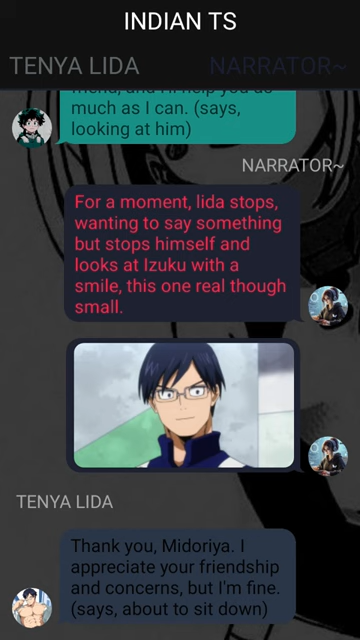 INDIAN TS
TENYA LIDA
NARRATOR~
much as I can. (says,
looking at him)
NARRATOR~
For a moment, lida stops,
wanting to say something
but stops himself and
looks at Izuku with a
smile, this one real though
small.
TENYA LIDA
Thank you, Midoriya. I
appreciate your friendship
and concerns, but I'm fine.
(says, about to sit down)